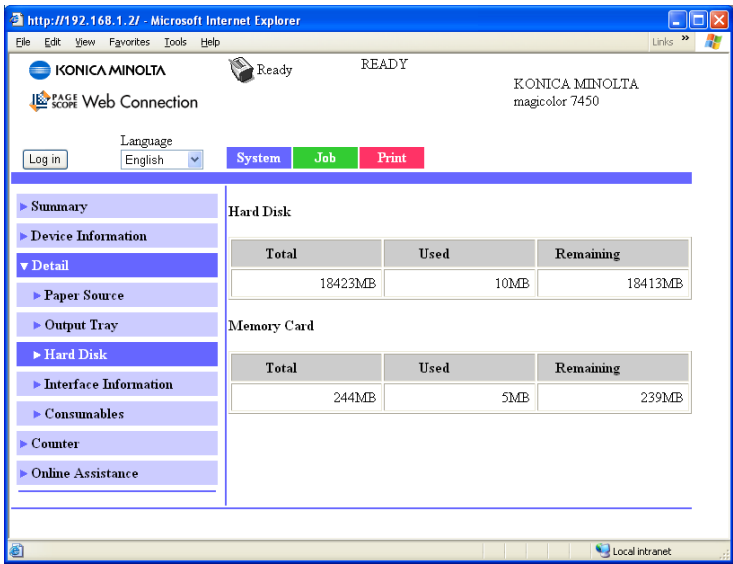 http://192.168.1.2/ - Microsoft Internet Explorer
File Edit View Favorites Tools Help Links »
KONICA MINOLTA Ready READY
KONICA MINOLTA
PAGE SCOPE Web Connection magicolor 7450
Language
Log in English System Job Print
Summary
Device Information
Detail
Paper Source
Output Tray
Hard Disk
Interface Information
Consumables
Counter
Online Assistance
Hard Disk
Total Used Remaining
18423MB 10MB 18413MB
Memory Card
Total Used Remaining
244MB 5MB 239MB
Local intranet